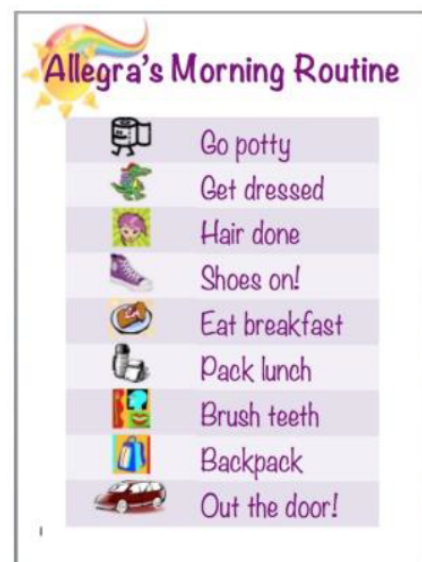 Allegra's Morning Routine
Go potty
Get dressed
Hair done
Shoes on!
Eat breakfast
Pack lunch
Brush teeth
Backpack
Out the door!